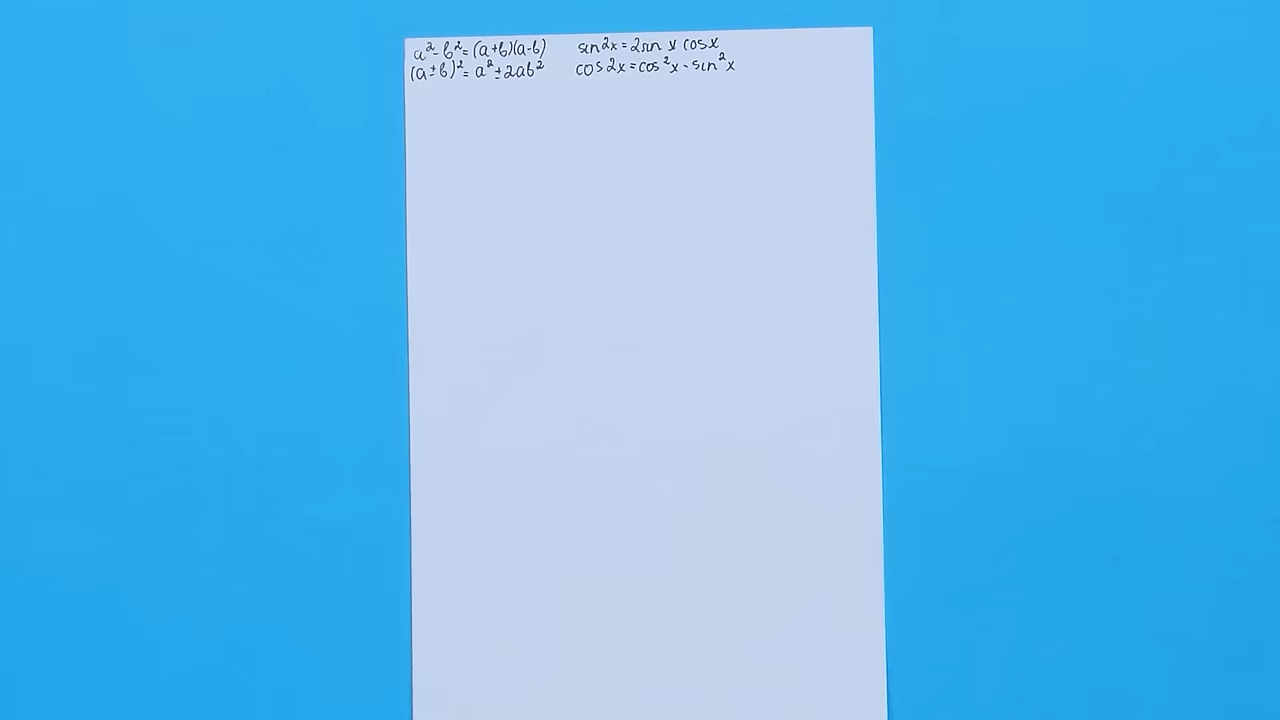 a²-b²=(a+b)(a-b) sin2x=2sin x cosx
(a±b)²=a²±2ab² cos2x=cos²x-sin²x